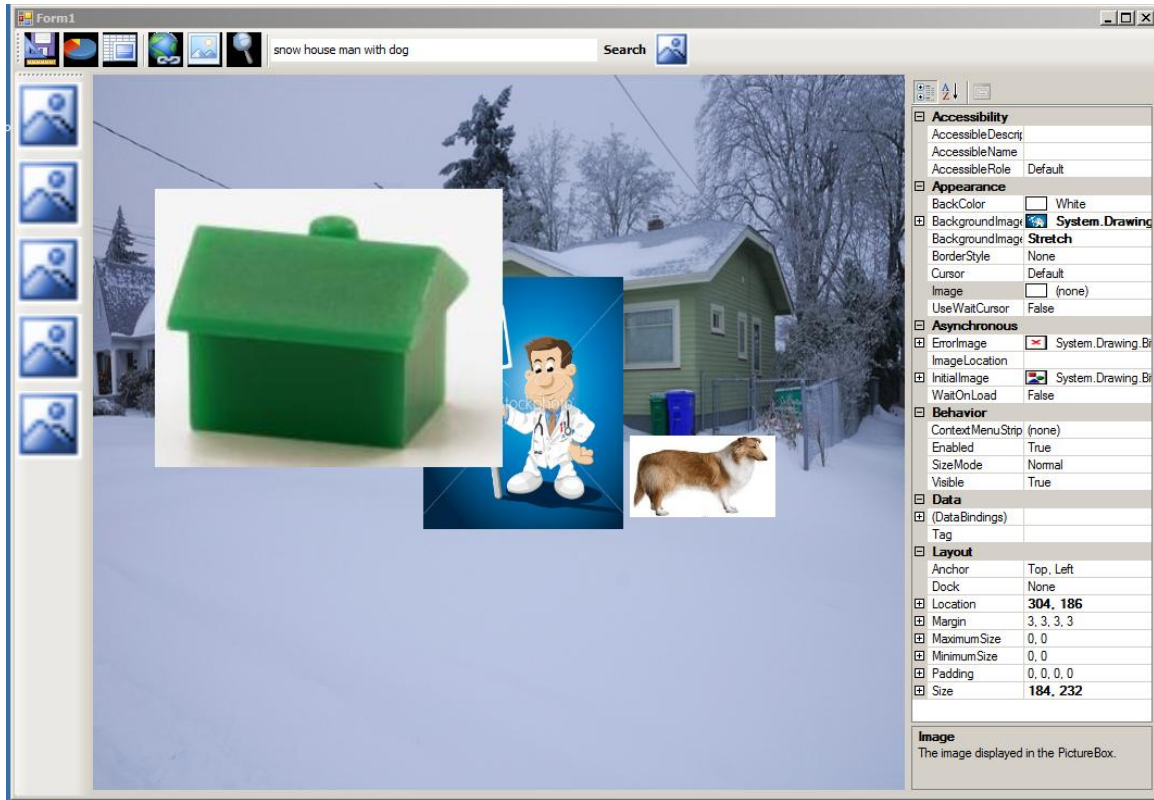 Form1
snow house man with dog Search
Accessibility
AccessibleDescrip
AccessibleName
AccessibleRole Default
Appearance
BackColor White
BackgroundImage System.Drawing
BackgroundImage Stretch
BorderStyle None
Cursor Default
Image (none)
UseWaitCursor False
Asynchronous
ErrorImage System.Drawing.Bi
ImageLocation
InitialImage System.Drawing.Bi
WaitOnLoad False
Behavior
ContextMenuStrip (none)
Enabled True
SizeMode Normal
Visible True
Data
(DataBindings)
Tag
Layout
Anchor Top, Left
Dock None
Location 304, 186
Margin 3, 3, 3, 3
MaximumSize 0, 0
MinimumSize 0, 0
Padding 0, 0, 0, 0
Size 184, 232
Image
The image displayed in the PictureBox.